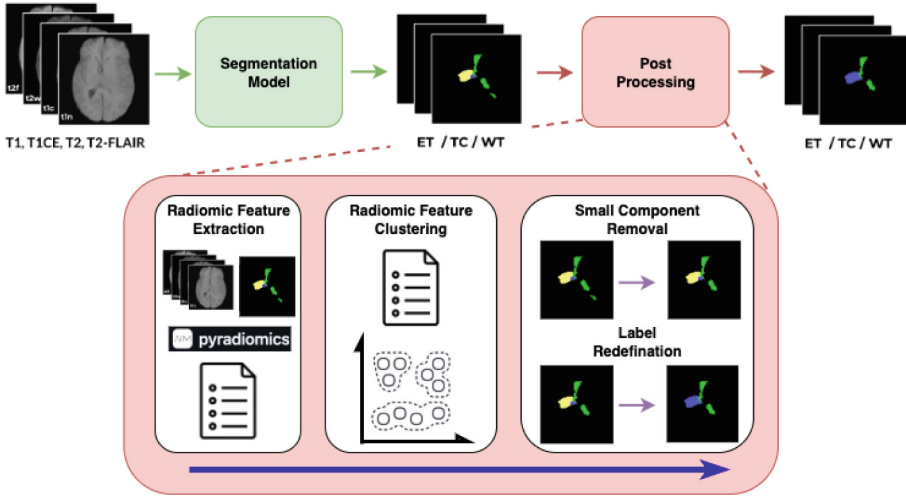 t2f
t2w
t1c
t1n
T1, T1CE, T2, T2-FLAIR
Segmentation
Model
ET / TC / WT
Post
Processing
ET / TC / WT
Radiomic Feature
Extraction
pyradiomics
Radiomic Feature
Clustering
Small Component
Removal
Label
Redefination